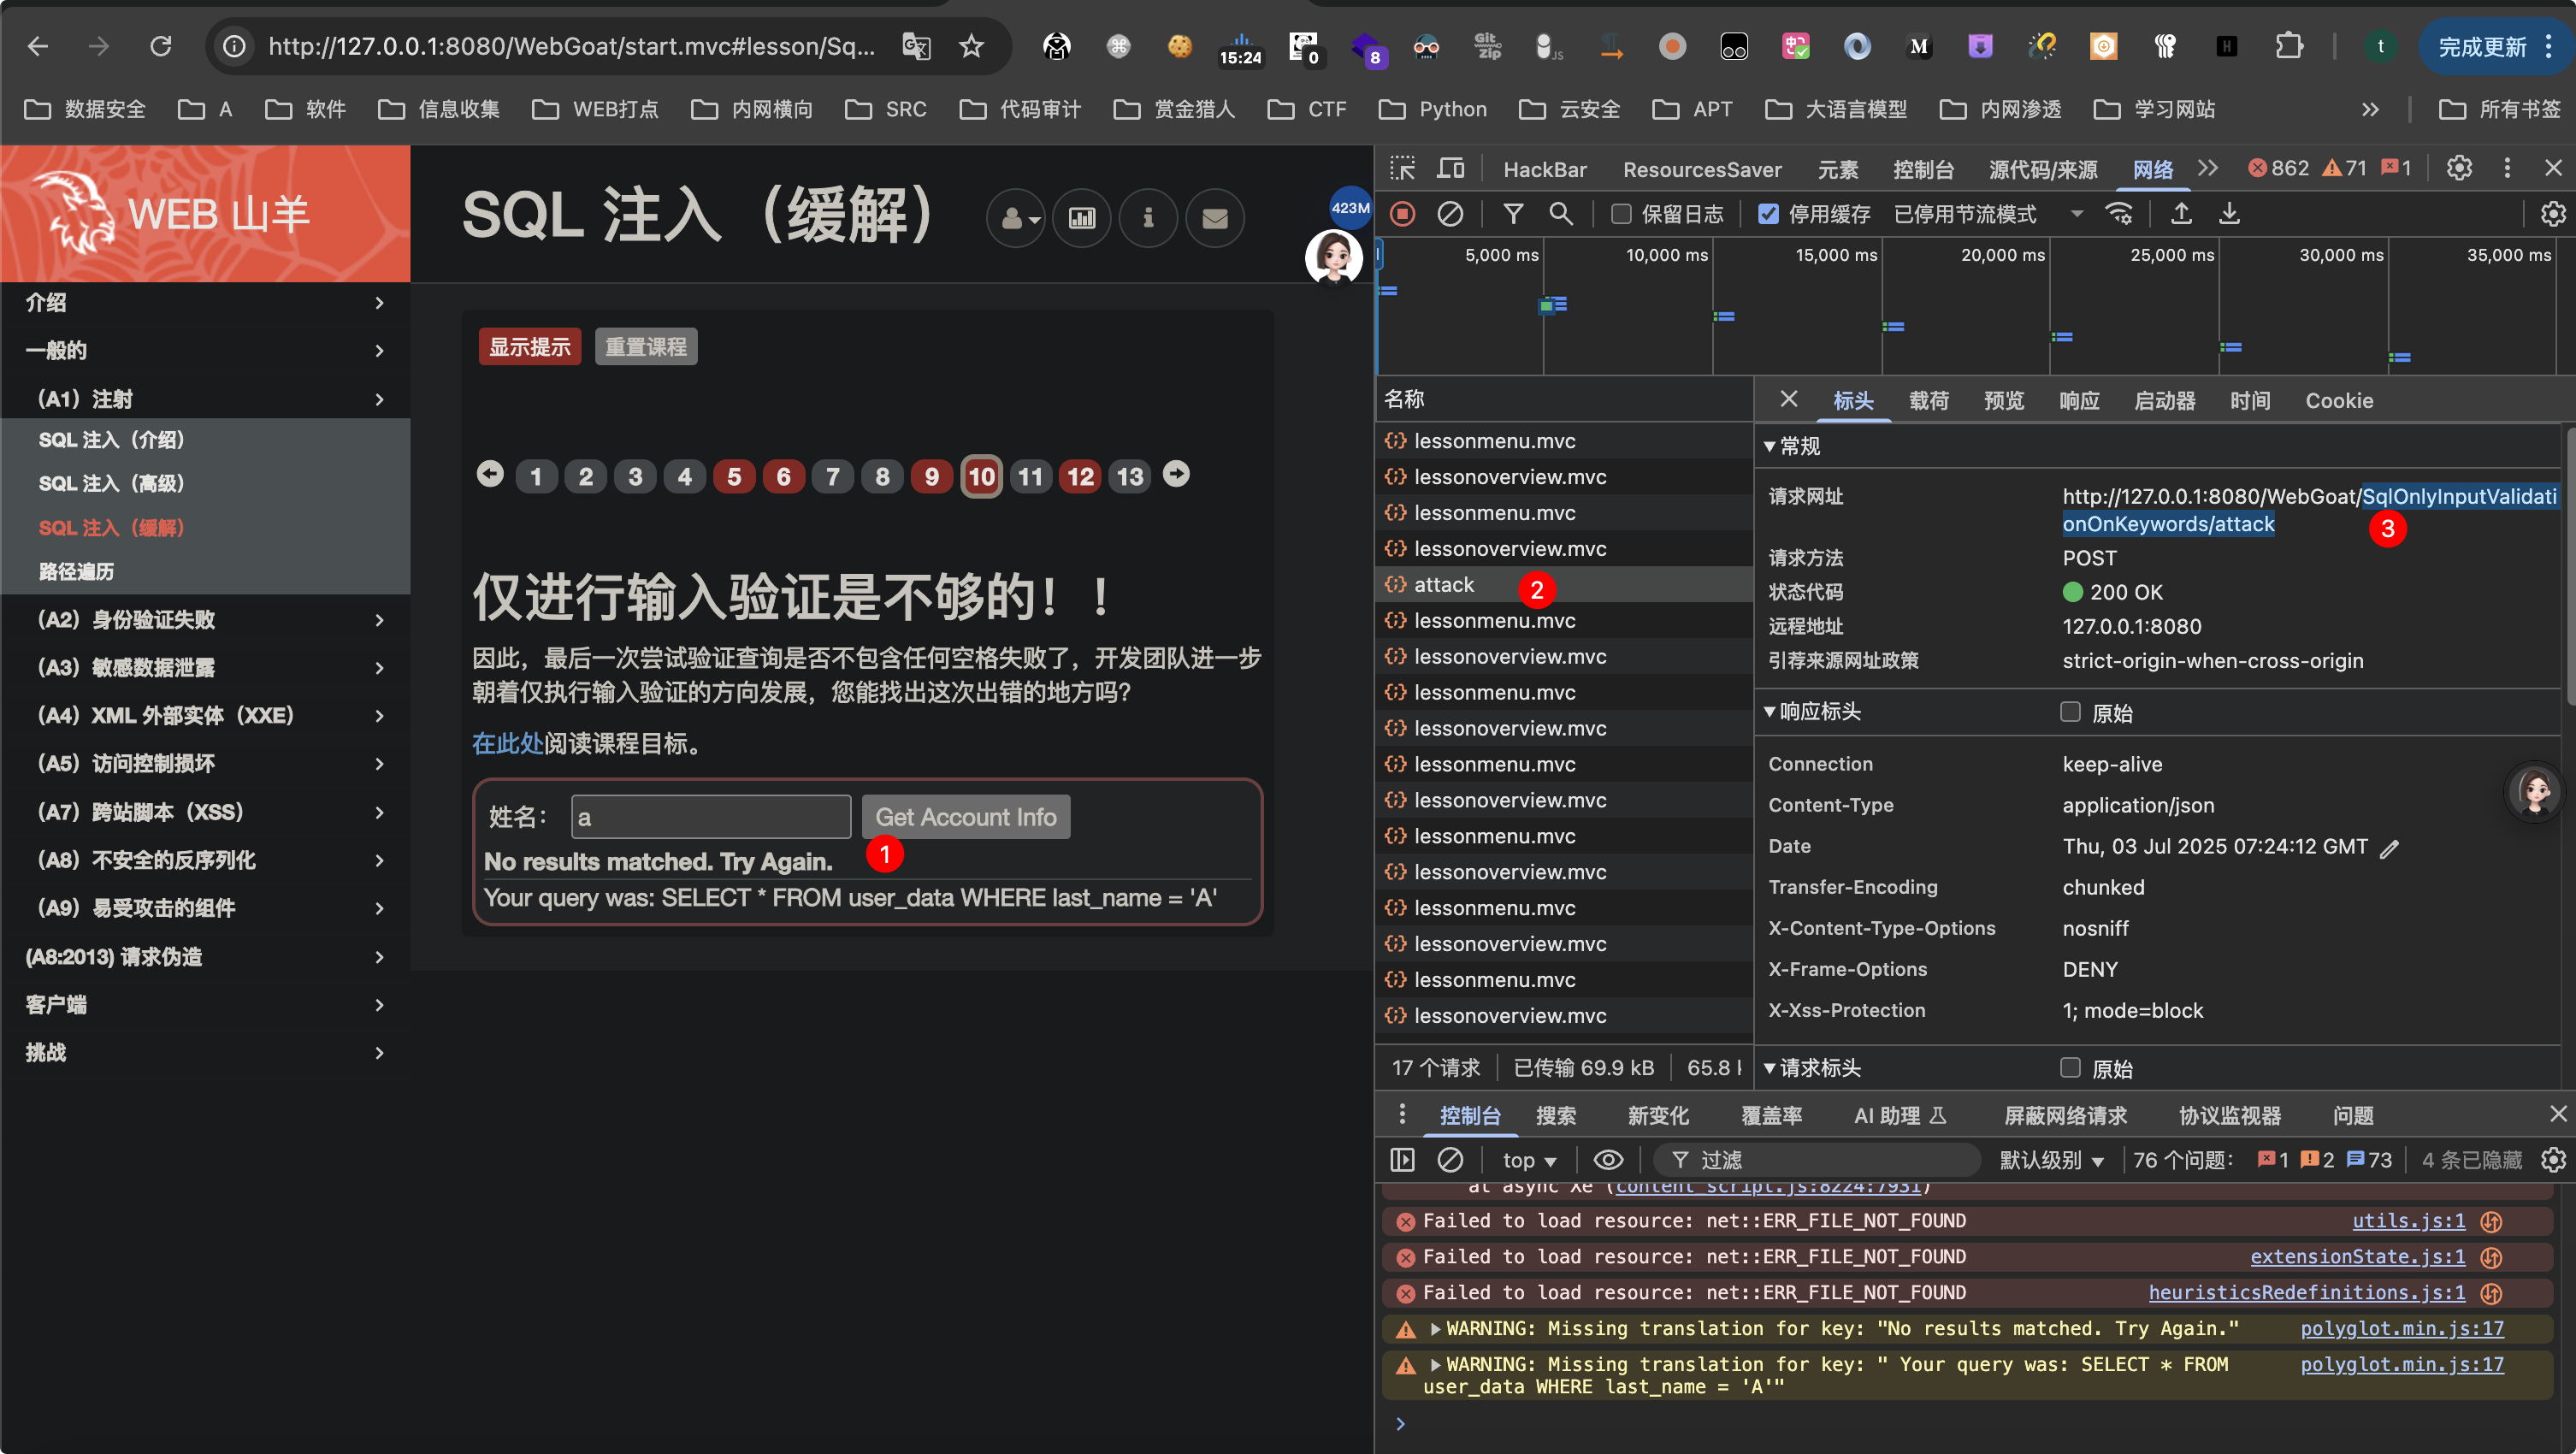 http://127.0.0.1:8080/WebGoat/start.mvc#lesson/Sq...
15:24
0
8
Git Zip
JS
M
H
t
完成更新
数据安全
A
软件
信息收集
WEB打点
内网横向
SRC
代码审计
赏金猎人
CTF
Python
云安全
APT
大语言模型
内网渗透
学习网站
所有书签
WEB 山羊
介绍
一般的
（A1）注射
SQL 注入（介绍）
SQL 注入（高级）
SQL 注入（缓解）
路径遍历
（A2）身份验证失败
（A3）敏感数据泄露
（A4）XML 外部实体（XXE）
（A5）访问控制损坏
（A7）跨站脚本（XSS）
（A8）不安全的反序列化
（A9）易受攻击的组件
(A8:2013) 请求伪造
客户端
挑战
SQL 注入（缓解）
423M
显示提示
重置课程
1 2 3 4 5 6 7 8 9 10 11 12 13
仅进行输入验证是不够的！！
因此，最后一次尝试验证查询是否不包含任何空格失败了，开发团队进一步
朝着仅执行输入验证的方向发展，您能找出这次出错的地方吗？
在此处阅读课程目标。
姓名：
a
Get Account Info
1
No results matched. Try Again.
Your query was: SELECT * FROM user_data WHERE last_name = 'A'
HackBar
ResourcesSaver
元素
控制台
源代码/来源
网络
862
71
1
保留日志
停用缓存
已停用节流模式
5,000 ms
10,000 ms
15,000 ms
20,000 ms
25,000 ms
30,000 ms
35,000 ms
名称
lessonmenu.mvc
lessonoverview.mvc
lessonmenu.mvc
lessonoverview.mvc
attack
2
lessonmenu.mvc
lessonoverview.mvc
lessonmenu.mvc
lessonoverview.mvc
lessonmenu.mvc
lessonoverview.mvc
lessonmenu.mvc
lessonoverview.mvc
lessonmenu.mvc
lessonoverview.mvc
lessonmenu.mvc
lessonoverview.mvc
17 个请求
已传输 69.9 kB
65.8
标头
载荷
预览
响应
启动器
时间
Cookie
常规
请求网址
http://127.0.0.1:8080/WebGoat/SqlOnlyInputValidati
onOnKeywords/attack
3
请求方法
POST
状态代码
200 OK
远程地址
127.0.0.1:8080
引荐来源网址政策
strict-origin-when-cross-origin
响应标头
原始
Connection
keep-alive
Content-Type
application/json
Date
Thu, 03 Jul 2025 07:24:12 GMT
Transfer-Encoding
chunked
X-Content-Type-Options
nosniff
X-Frame-Options
DENY
X-Xss-Protection
1; mode=block
请求标头
原始
控制台
搜索
新变化
覆盖率
AI 助理
屏蔽网络请求
协议监视器
问题
top
过滤
默认级别
76 个问题：
1
2
73
4 条已隐藏
at async Xe (content_script.js:8224:7931)
Failed to load resource: net::ERR_FILE_NOT_FOUND
utils.js:1
Failed to load resource: net::ERR_FILE_NOT_FOUND
extensionState.js:1
Failed to load resource: net::ERR_FILE_NOT_FOUND
heuristicsRedefinitions.js:1
WARNING: Missing translation for key: "No results matched. Try Again."
polyglot.min.js:17
WARNING: Missing translation for key: " Your query was: SELECT * FROM
polyglot.min.js:17
user_data WHERE last_name = 'A'"